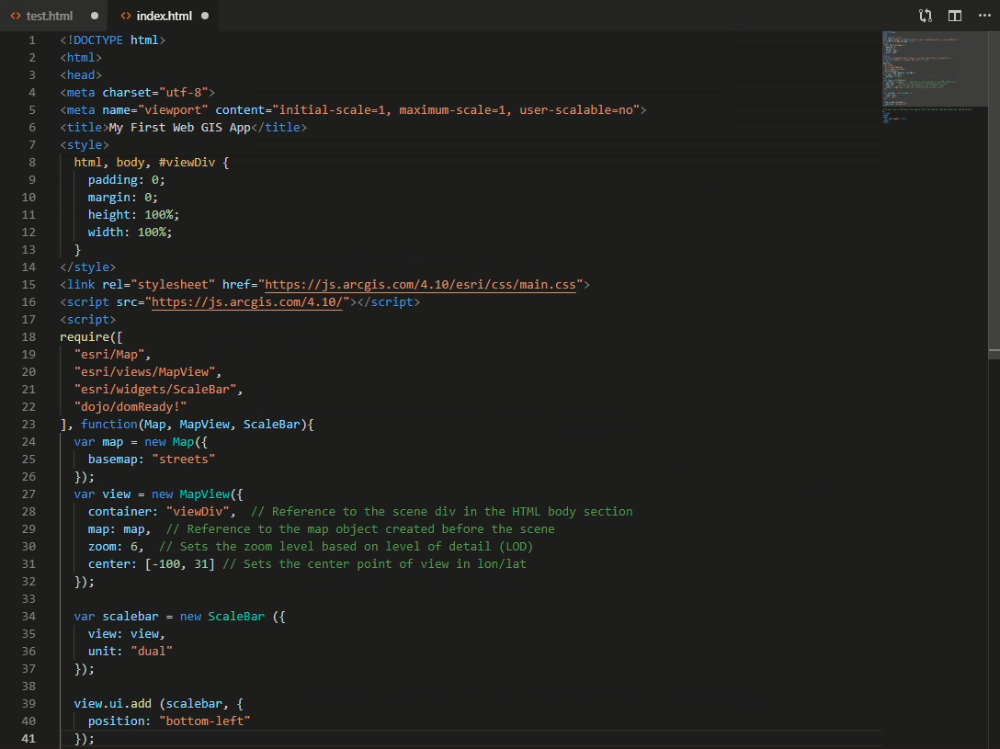 <> test.html ● <> index.html ●
1 <!DOCTYPE html>
2 <html>
3 <head>
4 <meta charset="utf-8">
5 <meta name="viewport" content="initial-scale=1, maximum-scale=1, user-scalable=no">
6 <title>My First Web GIS App</title>
7 <style>
8   html, body, #viewDiv {
9     padding: 0;
10     margin: 0;
11     height: 100%;
12     width: 100%;
13   }
14 </style>
15 <link rel="stylesheet" href="https://js.arcgis.com/4.10/esri/css/main.css">
16 <script src="https://js.arcgis.com/4.10/"></script>
17 <script>
18 require([
19   "esri/Map",
20   "esri/views/MapView",
21   "esri/widgets/ScaleBar",
22   "dojo/domReady!"
23 ], function(Map, MapView, ScaleBar){
24   var map = new Map({
25     basemap: "streets"
26   });
27   var view = new MapView({
28     container: "viewDiv",  // Reference to the scene div in the HTML body section
29     map: map,  // Reference to the map object created before the scene
30     zoom: 6,  // Sets the zoom level based on level of detail (LOD)
31     center: [-100, 31] // Sets the center point of view in lon/lat
32   });
33
34   var scalebar = new ScaleBar ({
35     view: view,
36     unit: "dual"
37   });
38
39   view.ui.add (scalebar, {
40     position: "bottom-left"
41   });